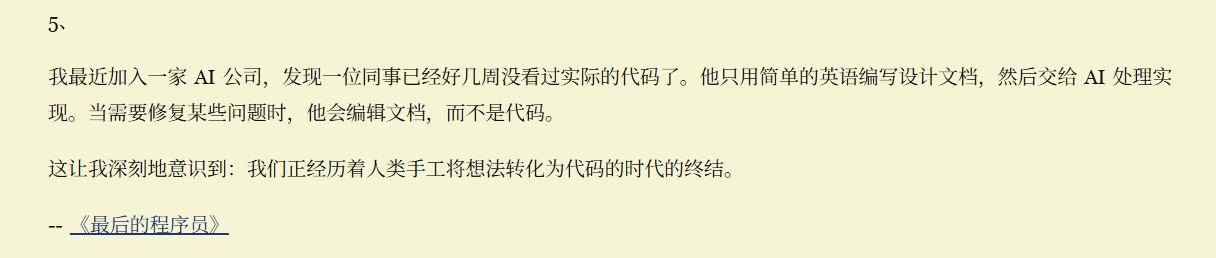 5、
我最近加入一家 AI 公司，发现一位同事已经好几周没看过实际的代码了。他只用简单的英语编写设计文档，然后交给 AI 处理实
现。当需要修复某些问题时，他会编辑文档，而不是代码。
这让我深刻地意识到：我们正经历着人类手工将想法转化为代码的时代的终结。
-- 《最后的程序员》